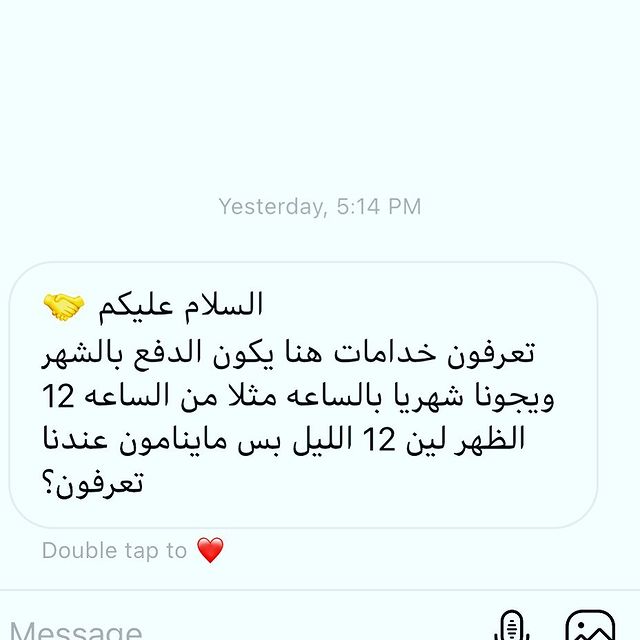 Yesterday, 5:14 PM
السلام عليكم 🤝
تعرفون خدامات هنا يكون الدفع بالشهر
ويجونا شهريا بالساعه مثلا من الساعه 12
الظهر لين 12 الليل بس ماينامون عندنا
تعرفون؟
Double tap to ❤️
Message